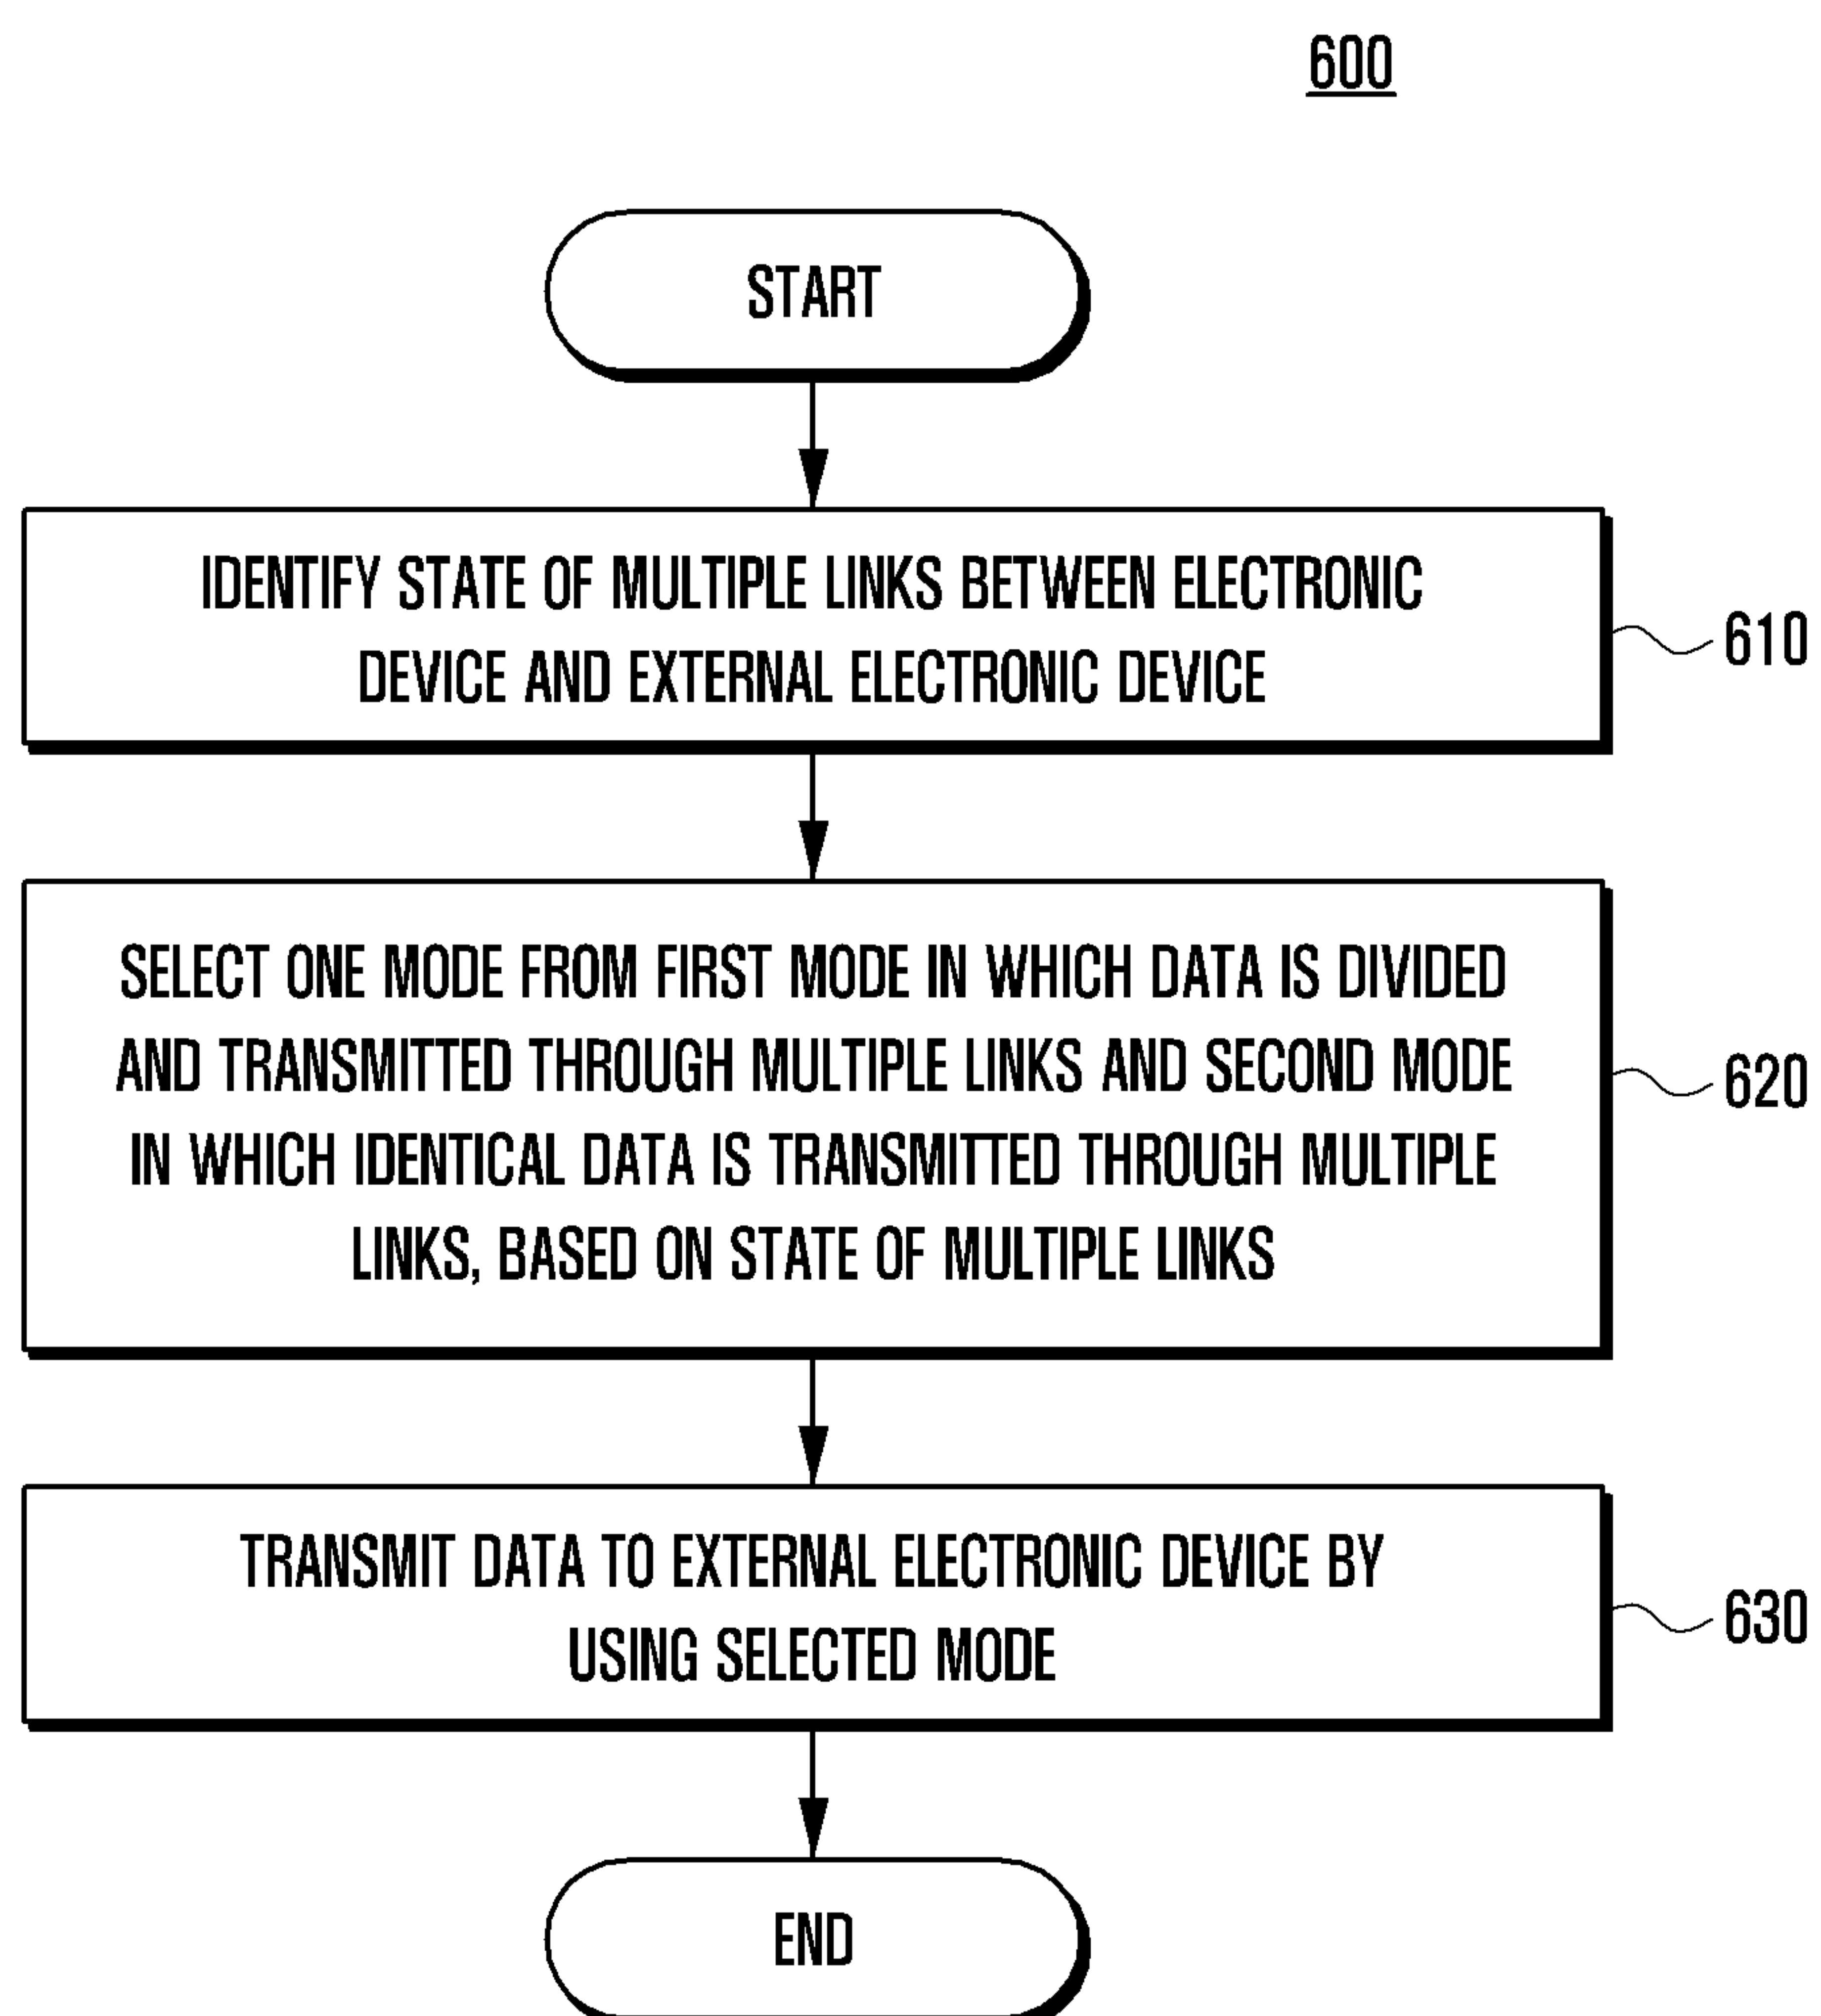 600
START
IDENTIFY STATE OF MULTIPLE LINKS BETWEEN ELECTRONIC
DEVICE AND EXTERNAL ELECTRONIC DEVICE
610
SELECT ONE MODE FROM FIRST MODE IN WHICH DATA IS DIVIDED
AND TRANSMITTED THROUGH MULTIPLE LINKS AND SECOND MODE
IN WHICH IDENTICAL DATA IS TRANSMITTED THROUGH MULTIPLE
LINKS, BASED ON STATE OF MULTIPLE LINKS
620
TRANSMIT DATA TO EXTERNAL ELECTRONIC DEVICE BY
USING SELECTED MODE
630
END